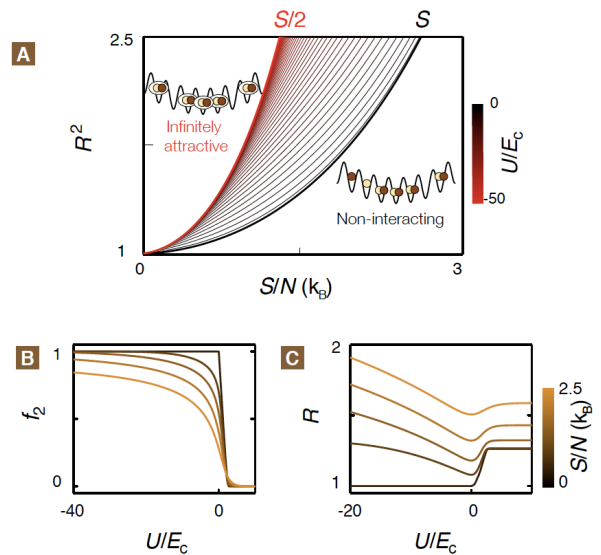 S/2 S
A
2.5
R²
1
0 3
S/N (k_B)
Infinitely
attractive
Non-interacting
0
U/E_c
-50
B
1
f₂
0
-40 0
U/E_c
C
2
R
1
-20 0
U/E_c
2.5
S/N (k_B)
0